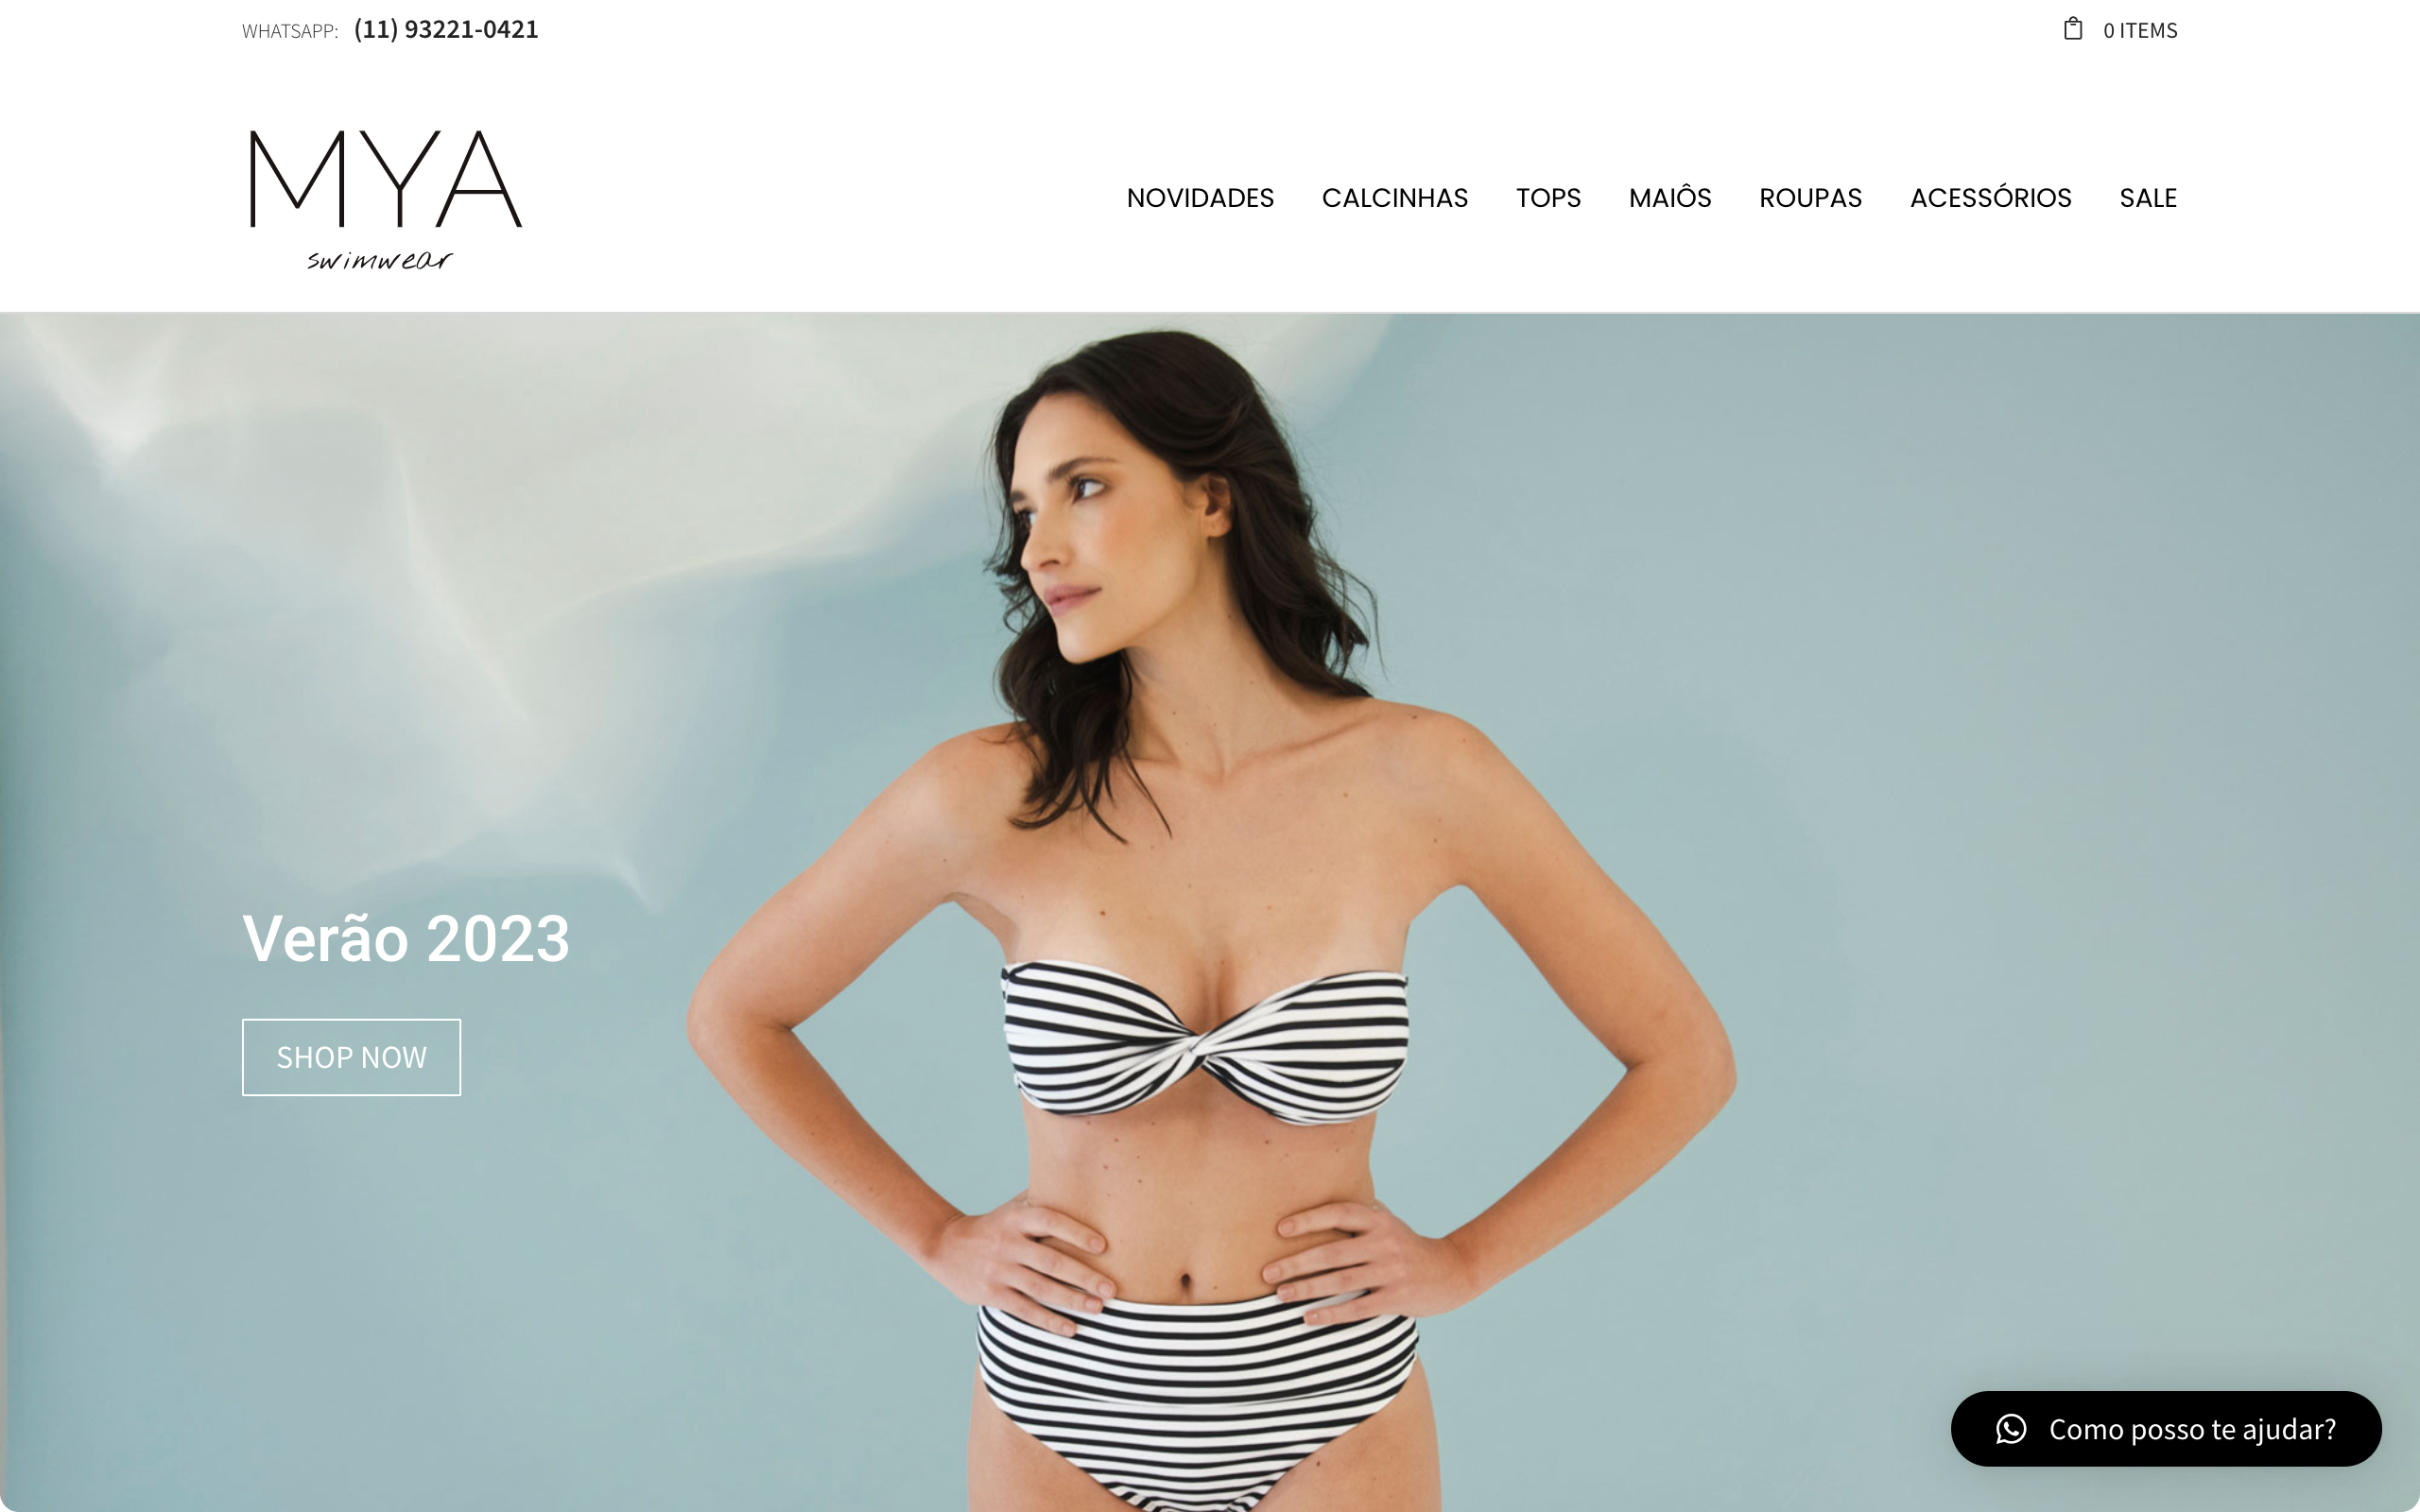 WHATSAPP: (11) 93221-0421
0 ITEMS
MYA
swimwear
NOVIDADES CALCINHAS TOPS MAIÔS ROUPAS ACESSÓRIOS SALE
Verão 2023
SHOP NOW
Como posso te ajudar?